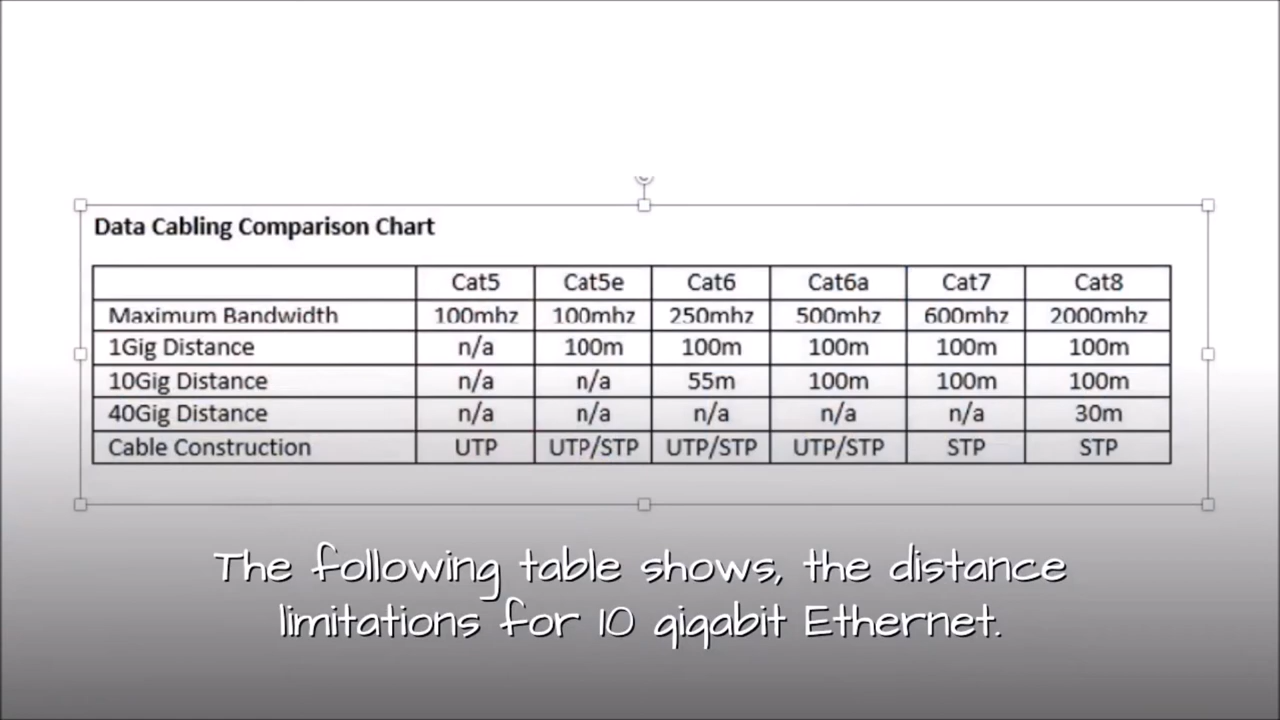 Data Cabling Comparison Chart
Cat5 Cat5e Cat6 Cat6a Cat7 Cat8
Maximum Bandwidth 100mhz 100mhz 250mhz 500mhz 600mhz 2000mhz
1Gig Distance n/a 100m 100m 100m 100m 100m
10Gig Distance n/a n/a 55m 100m 100m 100m
40Gig Distance n/a n/a n/a n/a n/a 30m
Cable Construction UTP UTP/STP UTP/STP UTP/STP STP STP
The following table shows, the distance
limitations for 10 gigabit Ethernet.